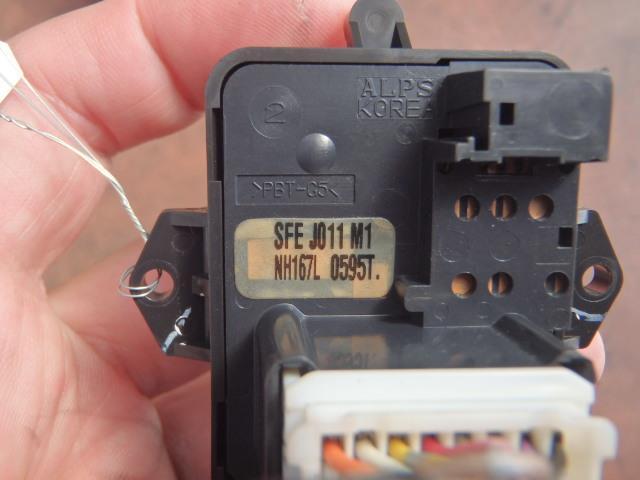 ALPS
KOREA
2
>PBT-G5<
SFE J011 M1
NH167L 0595T.